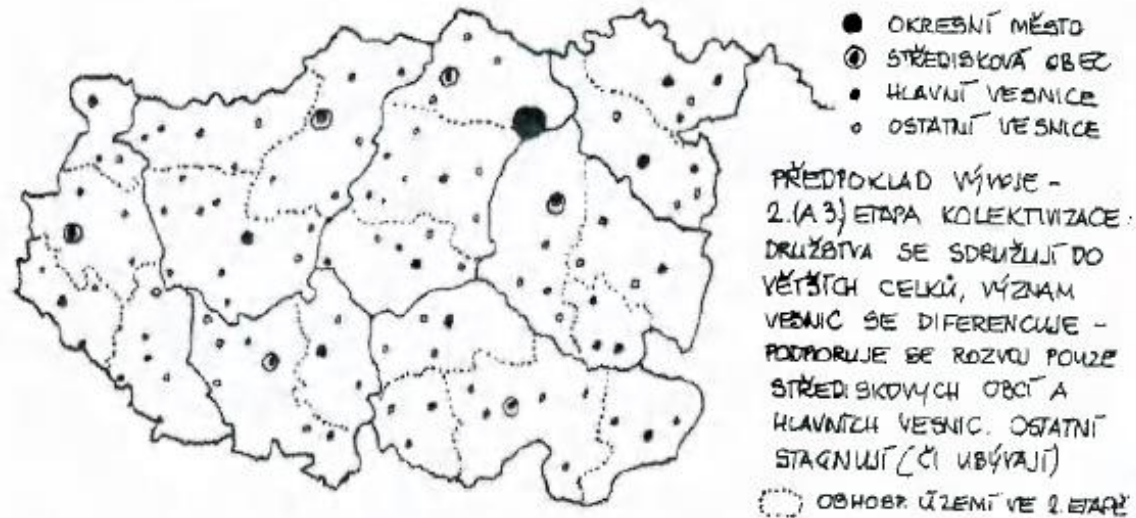 OKRESNÍ MĚSTO
STŘEDISKOVÁ OBEC
HLAVNÍ VESNICE
OSTATNÍ VESNICE
PŘEDPOKLAD VÝVOJE -
2.(A 3.) ETAPA KOLEKTIVIZACE:
DRUŽSTVA SE SDRUŽUJÍ DO
VĚTŠÍCH CELKŮ, VÝZNAM
VESNIC SE DIFERENCUJE -
PODPORUJE SE ROZVOJ POUZE
STŘEDISKOVÝCH OBCÍ A
HLAVNÍCH VESNIC. OSTATNÍ
STAGNUJÍ (ČI UBÝVAJÍ)
ÚZEMÍ VE 2. ETAPĚ